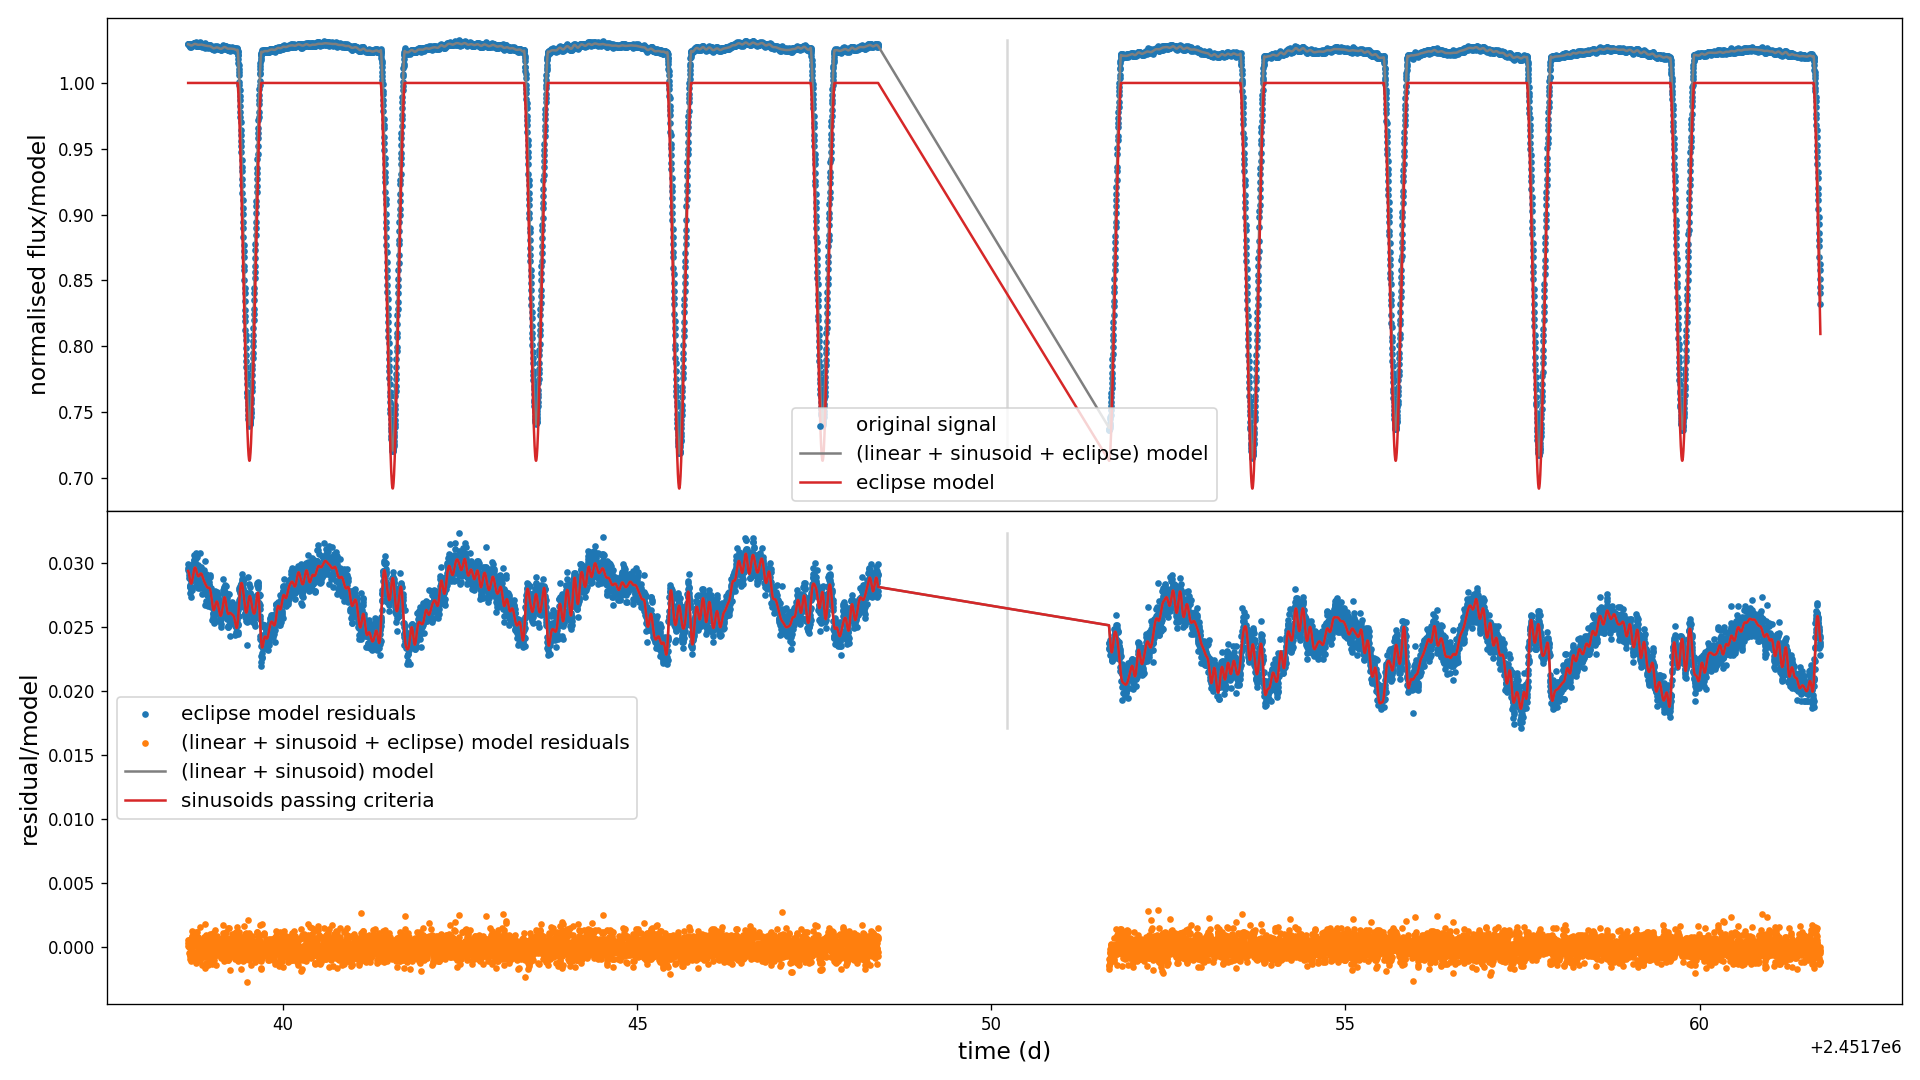 normalised flux/model
1.00
0.95
0.90
0.85
0.80
0.75
0.70
original signal
(linear + sinusoid + eclipse) model
eclipse model
residual/model
0.030
0.025
0.020
0.015
0.010
0.005
0.000
eclipse model residuals
(linear + sinusoid + eclipse) model residuals
(linear + sinusoid) model
sinusoids passing criteria
40 45 50 55 60
time (d)
+2.4517e6